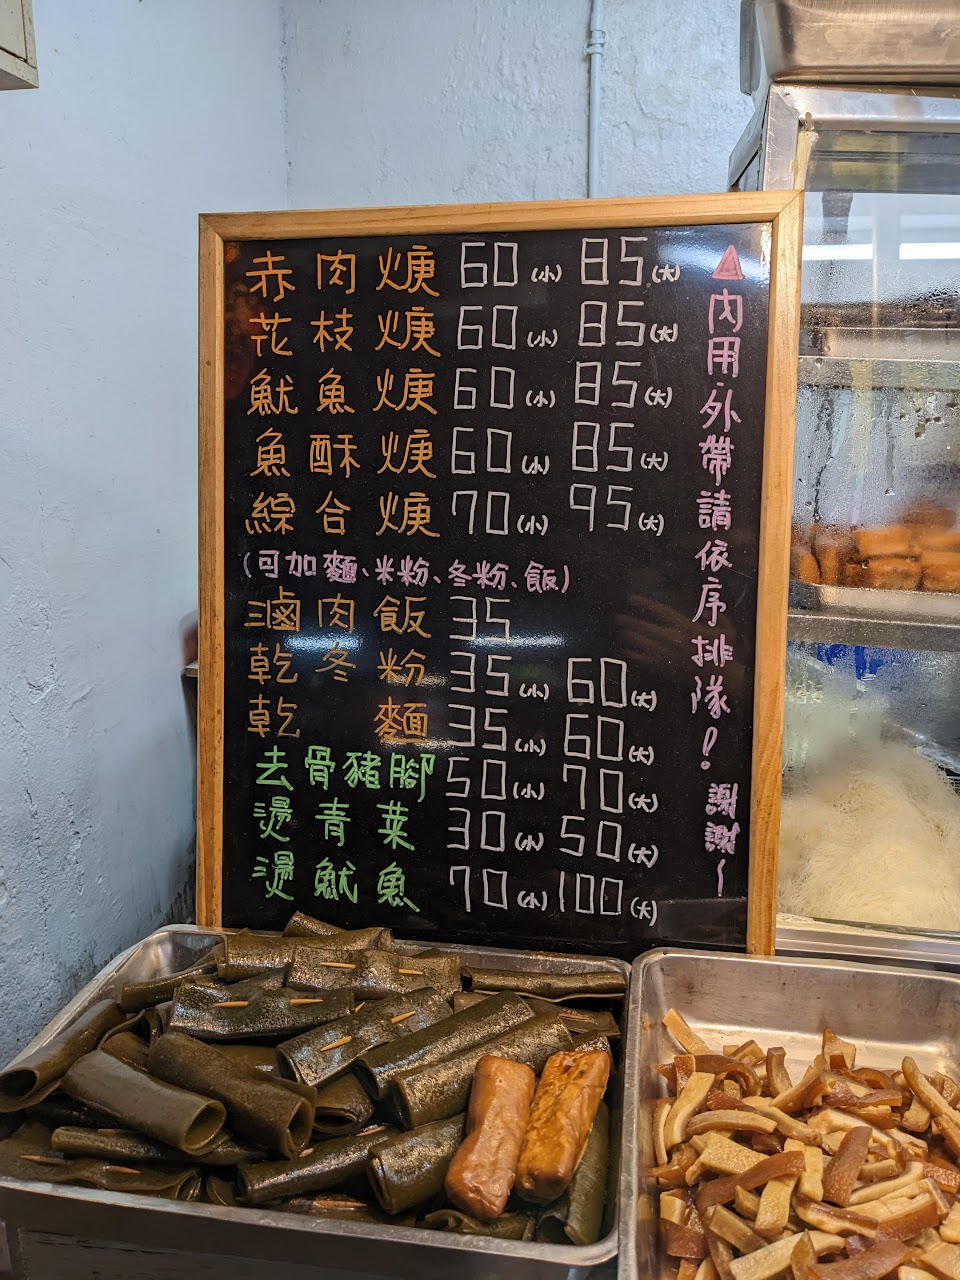 赤肉焿 60(小) 85(大)
花枝焿 60(小) 85(大)
魷魚焿 60(小) 85(大)
魚酥焿 60(小) 85(大)
綜合焿 70(小) 95(大)
(可加麵、米粉、冬粉、飯)
滷肉飯 35
乾冬粉 35(小) 60(大)
乾麵 35(小) 60(大)
去骨豬腳 50(小) 70(大)
燙青菜 30(小) 50(大)
燙魷魚 70(小) 100(大)
內用.外帶請依序排隊! 謝謝~